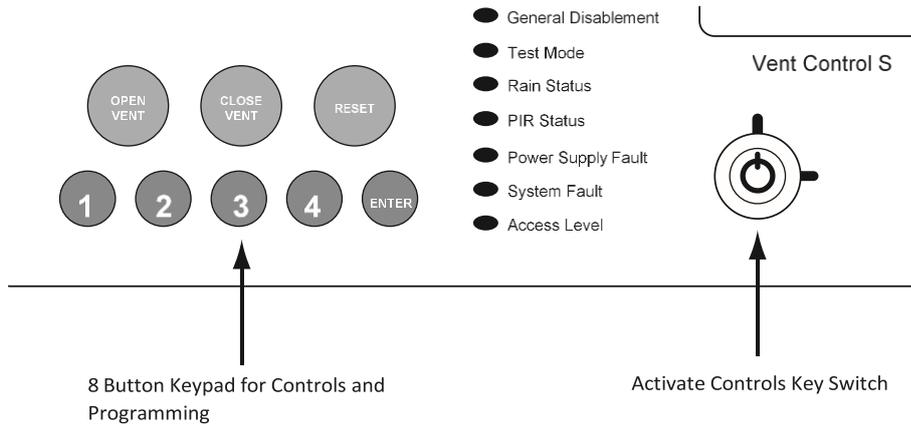 General Disablement
Test Mode
Rain Status
PIR Status
Power Supply Fault
System Fault
Access Level
Vent Control S
OPEN
VENT
CLOSE
VENT
RESET
1 2 3 4 ENTER
8 Button Keypad for Controls and
Programming
Activate Controls Key Switch